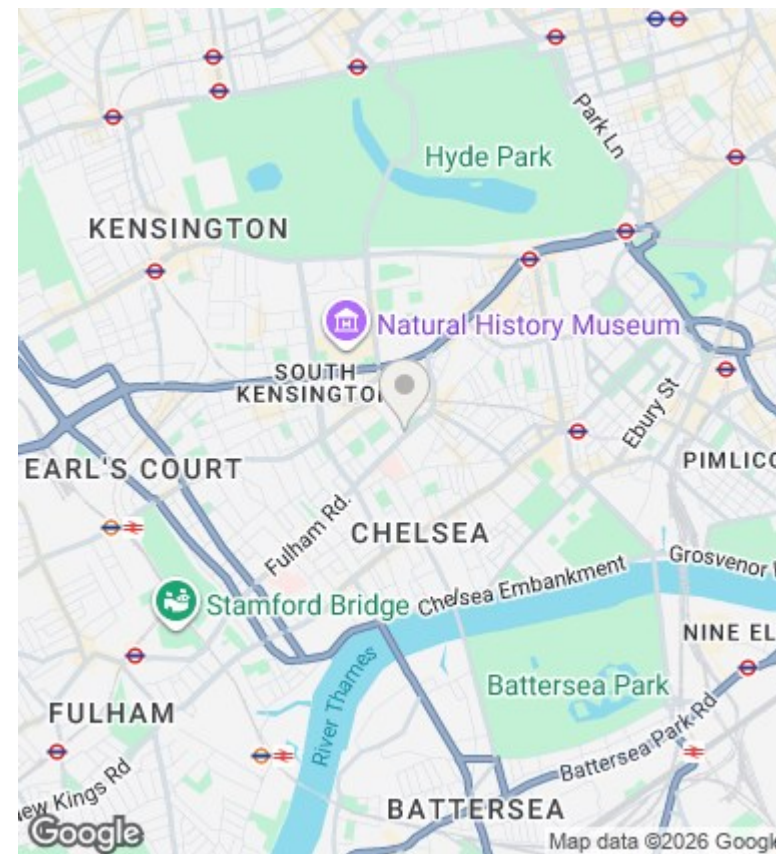 Park Ln
Hyde Park
KENSINGTON
Natural History Museum
SOUTH
KENSINGTO
Ebury St
EARL'S COURT
PIMLICO
Fulham Rd.
CHELSEA
Chelsea Embankment
Grosvenor
Stamford Bridge
NINE EL
River Thames
Battersea Park
FULHAM
Battersea Park Rd
ew Kings Rd
BATTERSEA
Google
Map data ©2026 Google